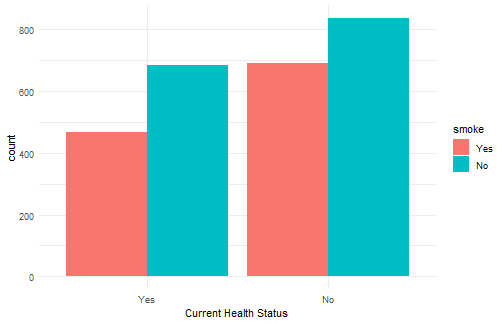 800
600
400
200
0
count
Yes
No
Current Health Status
smoke
Yes
No